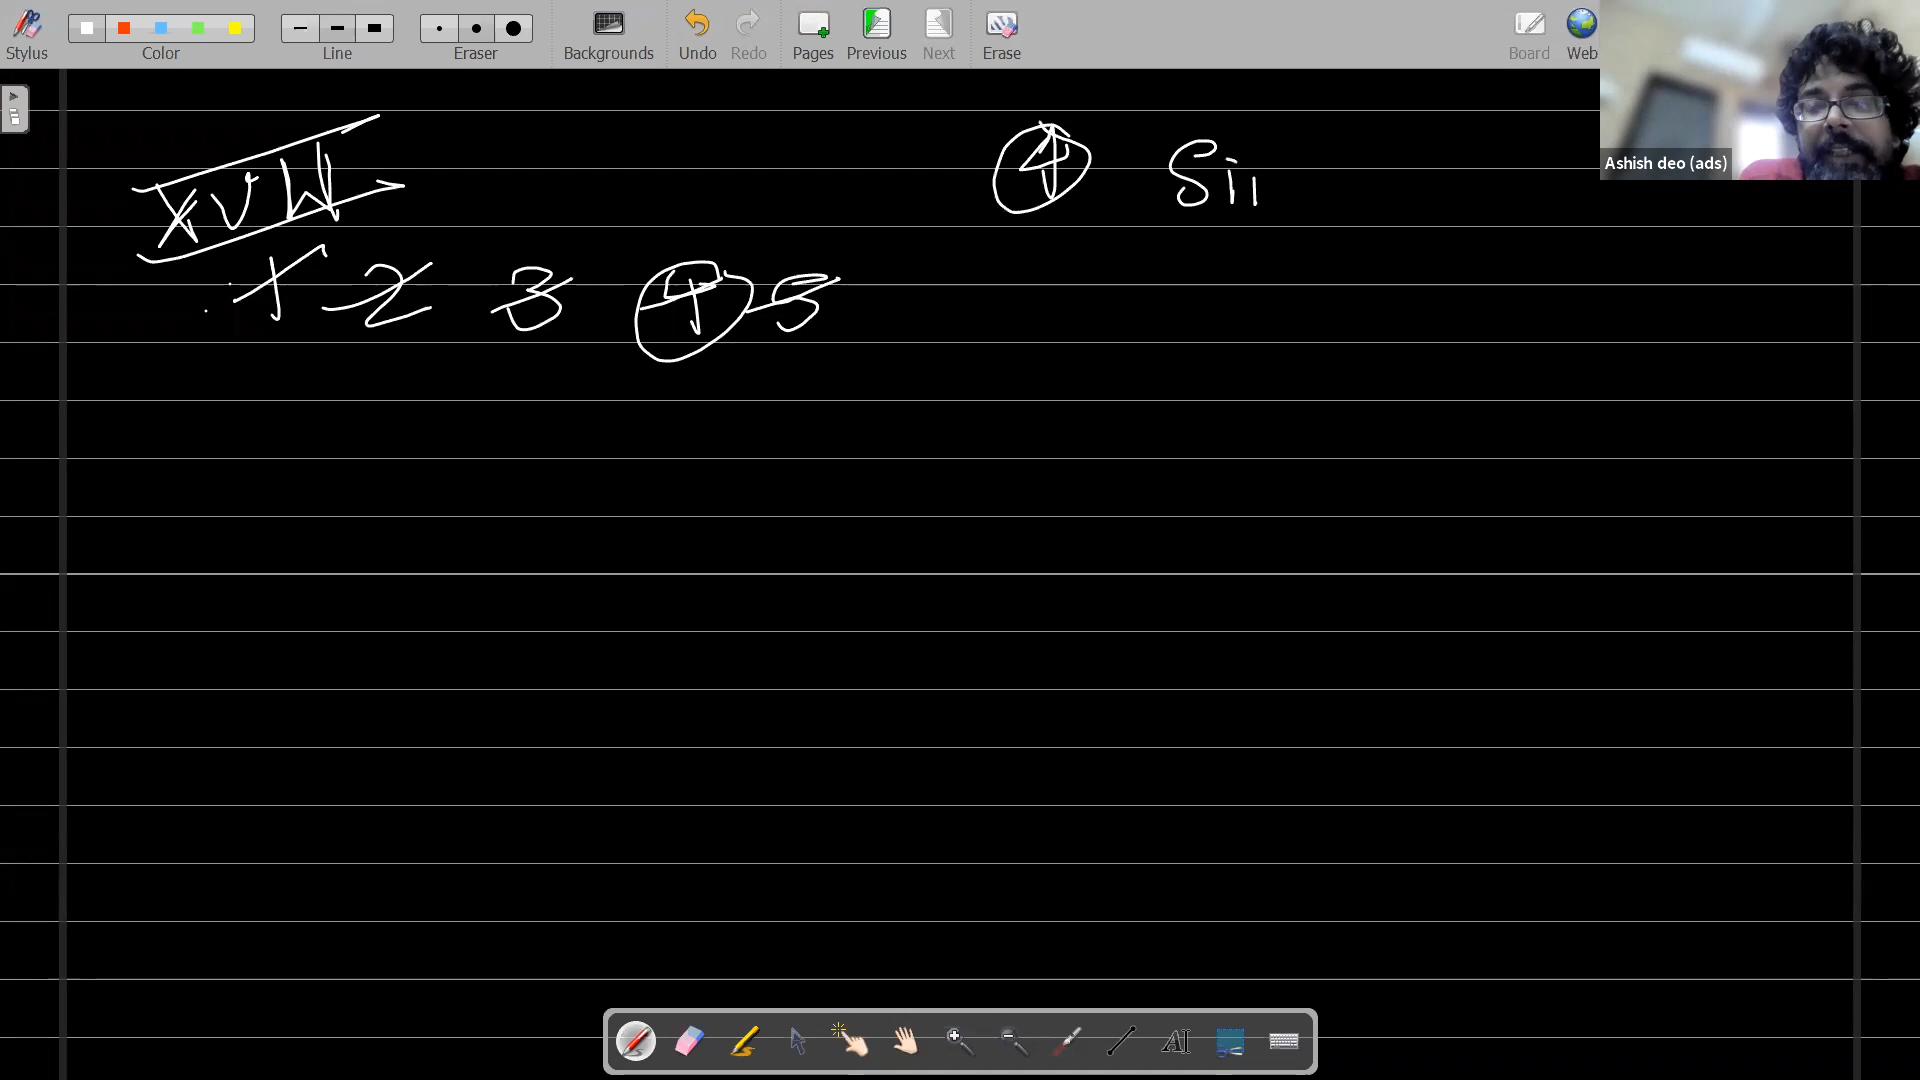 Stylus Color Line Eraser Backgrounds Undo Redo Pages Previous Next Erase Board Web
Ashish deo (ads)
XVW
4 Sii
1 2 3 4 5
AI